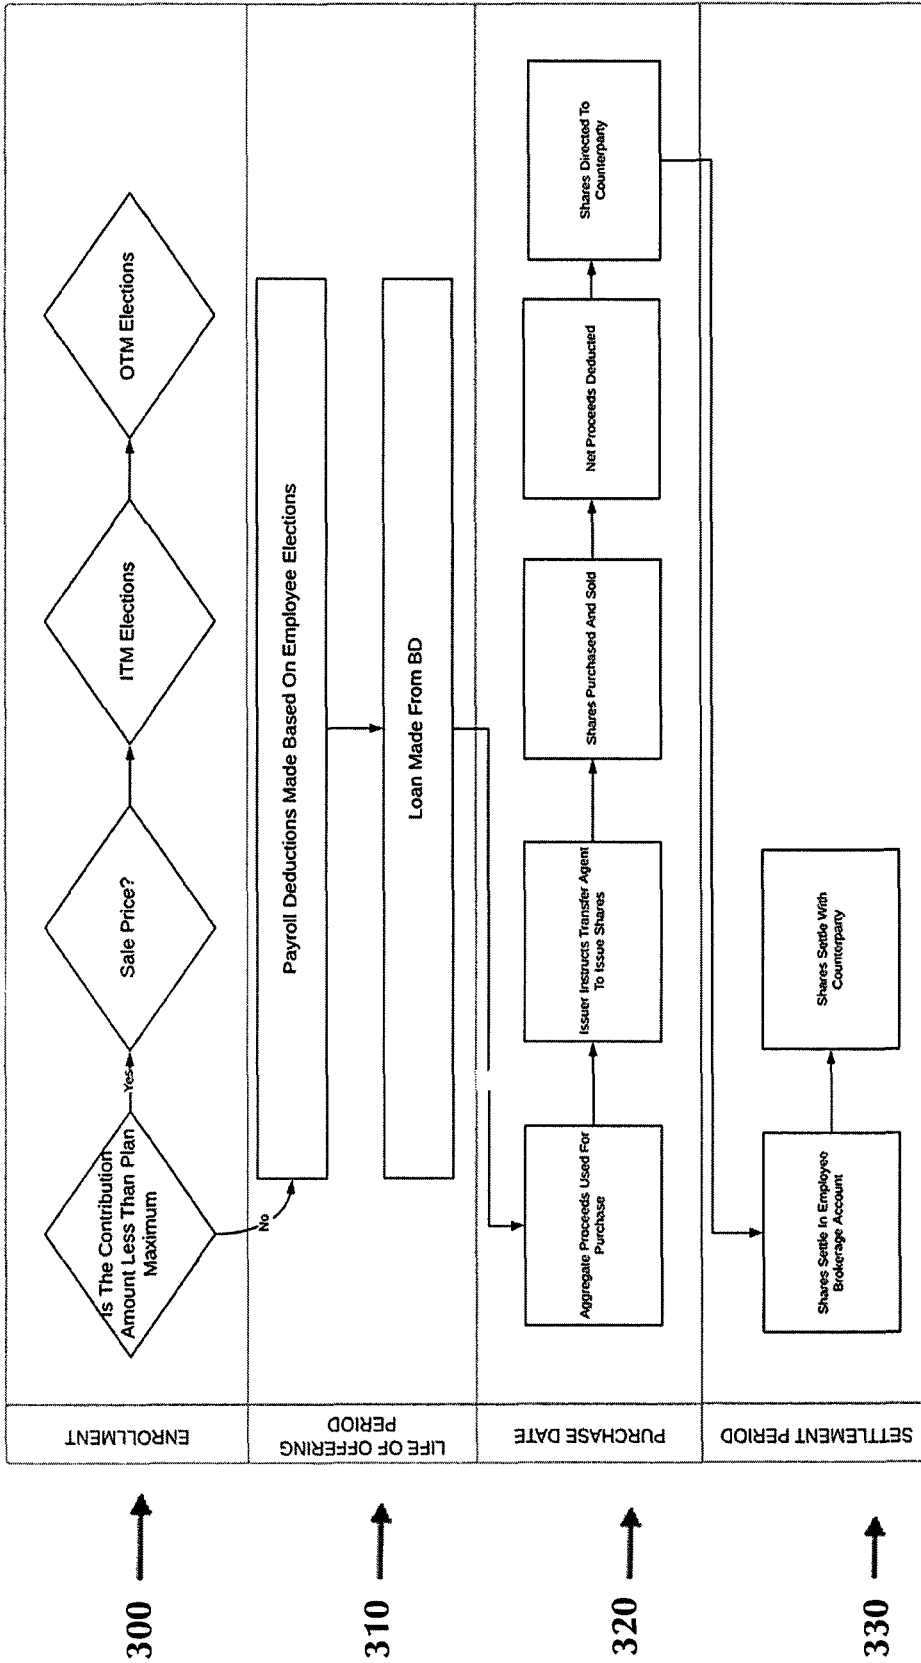 300
ENROLLMENT
Is The Contribution
Amount Less Than Plan
Maximum
Yes
Sale Price?
ITM Elections
OTM Elections
No
310
LIFE OF OFFERING
PERIOD
Payroll Deductions Made Based On Employee Elections
Loan Made From BD
320
PURCHASE DATE
Aggregate Proceeds Used For
Purchase
Issuer Instructs Transfer Agent
To Issue Shares
Shares Purchased And Sold
Net Proceeds Deducted
Shares Directed To
Counterparty
330
SETTLEMENT PERIOD
Shares Settle In Employee
Brokerage Account
Shares Settle With
Counterparty